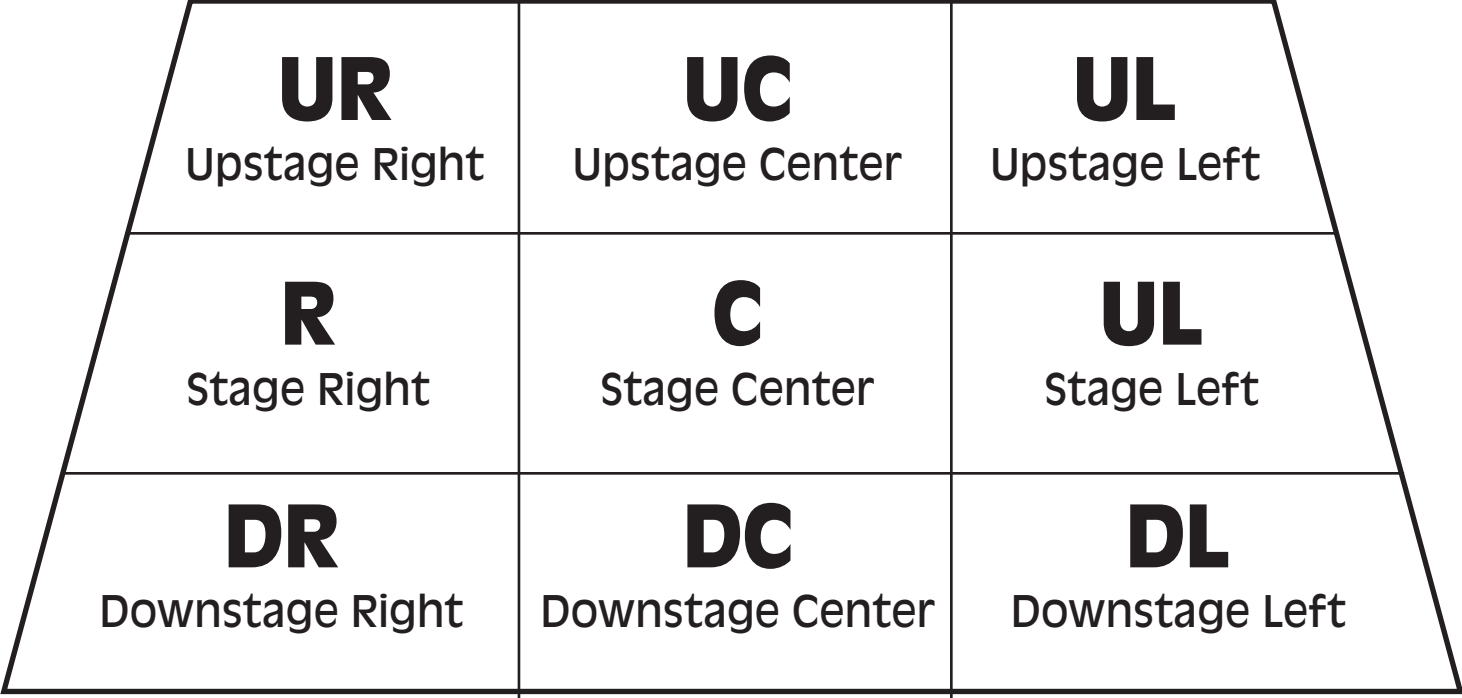 UR
Upstage Right
UC
Upstage Center
UL
Upstage Left
R
Stage Right
C
Stage Center
UL
Stage Left
DR
Downstage Right
DC
Downstage Center
DL
Downstage Left